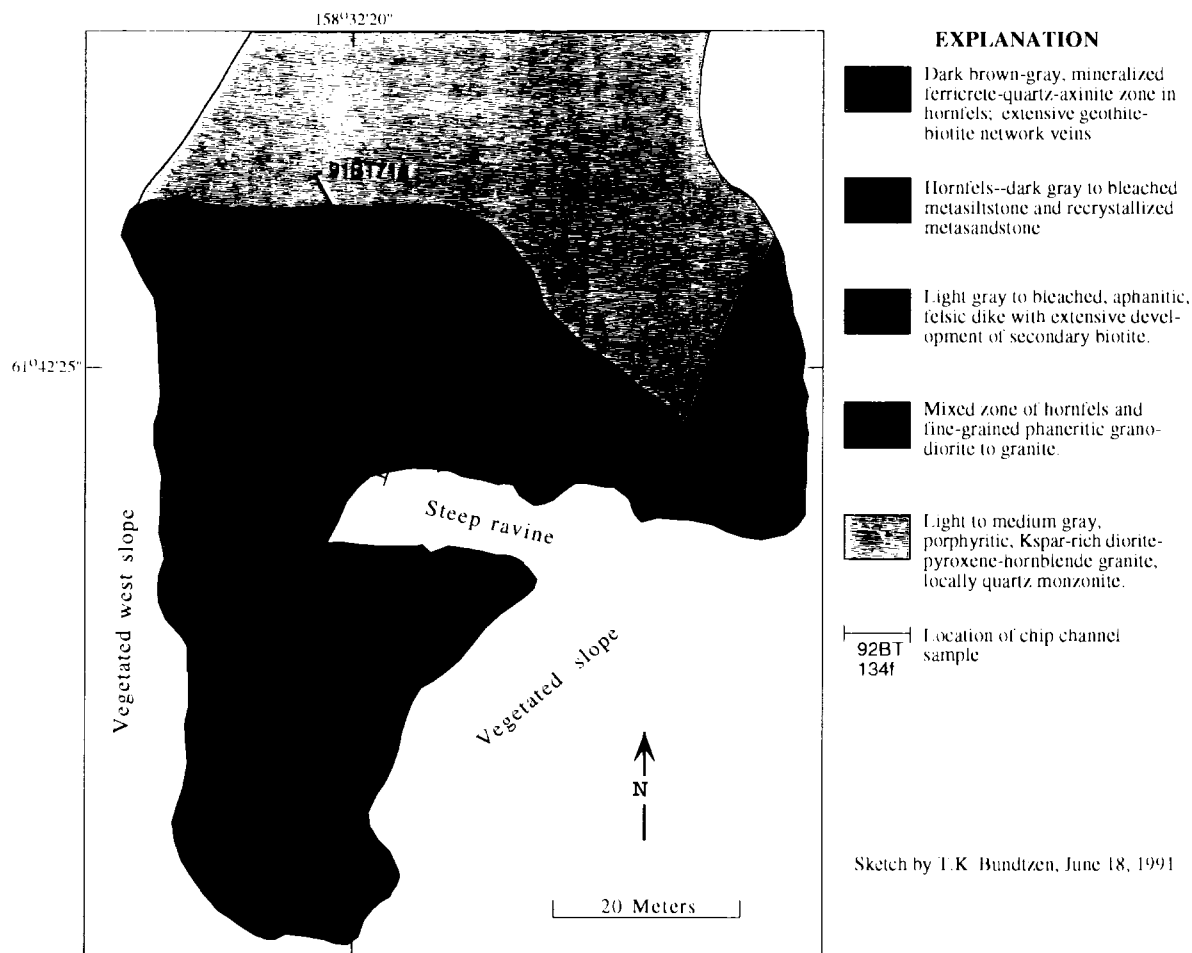 158°32'20"
61°42'25"
Steep ravine
Vegetated west slope
Vegetated slope
N
20 Meters
EXPLANATION
Dark brown-gray, mineralized
ferricrete-quartz-axinite zone in
hornfels; extensive geothite-
biotite network veins
Hornfels--dark gray to bleached
metasiltstone and recrystallized
metasandstone
Light gray to bleached, aphanitic,
felsic dike with extensive devel-
opment of secondary biotite.
Mixed zone of hornfels and
fine-grained phaneritic grano-
diorite to granite.
Light to medium gray,
porphyritic, Kspar-rich diorite-
pyroxene-hornblende granite,
locally quartz monzonite.
Location of chip channel
sample
92BT
134f
Sketch by T.K Bundtzen, June 18, 1991